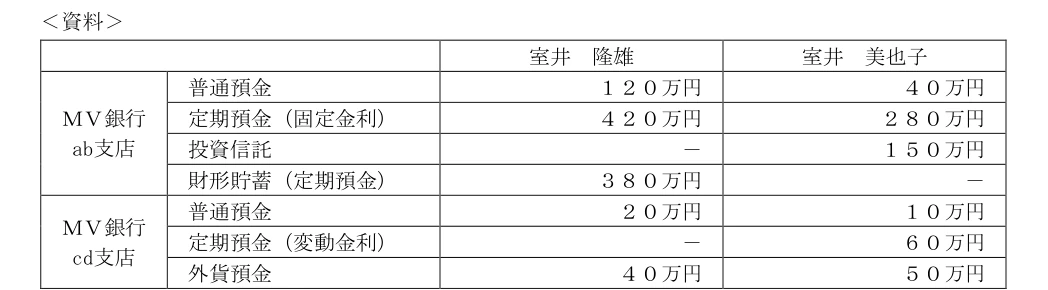 ＜資料＞
室井　隆雄　室井　美也子
普通預金　１２０万円　４０万円
ＭＶ銀行　定期預金（固定金利）　４２０万円　２８０万円
ab支店　投資信託　－　１５０万円
財形貯蓄（定期預金）　３８０万円　－
普通預金　２０万円　１０万円
ＭＶ銀行
定期預金（変動金利）　－　６０万円
cd支店
外貨預金　４０万円　５０万円